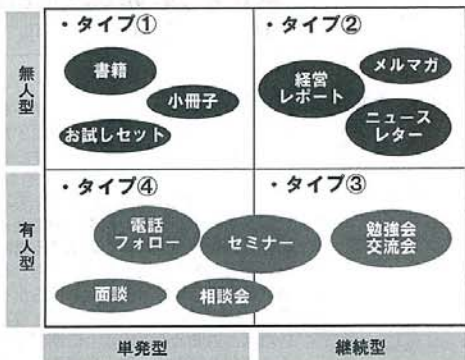 ・タイプ①
書籍
小冊子
お試しセット
・タイプ②
メルマガ
経営
レポート
ニュース
レター
無人型
・タイプ④
電話
フォロー
セミナー
面談
相談会
・タイプ③
勉強会
交流会
有人型
単発型
継続型